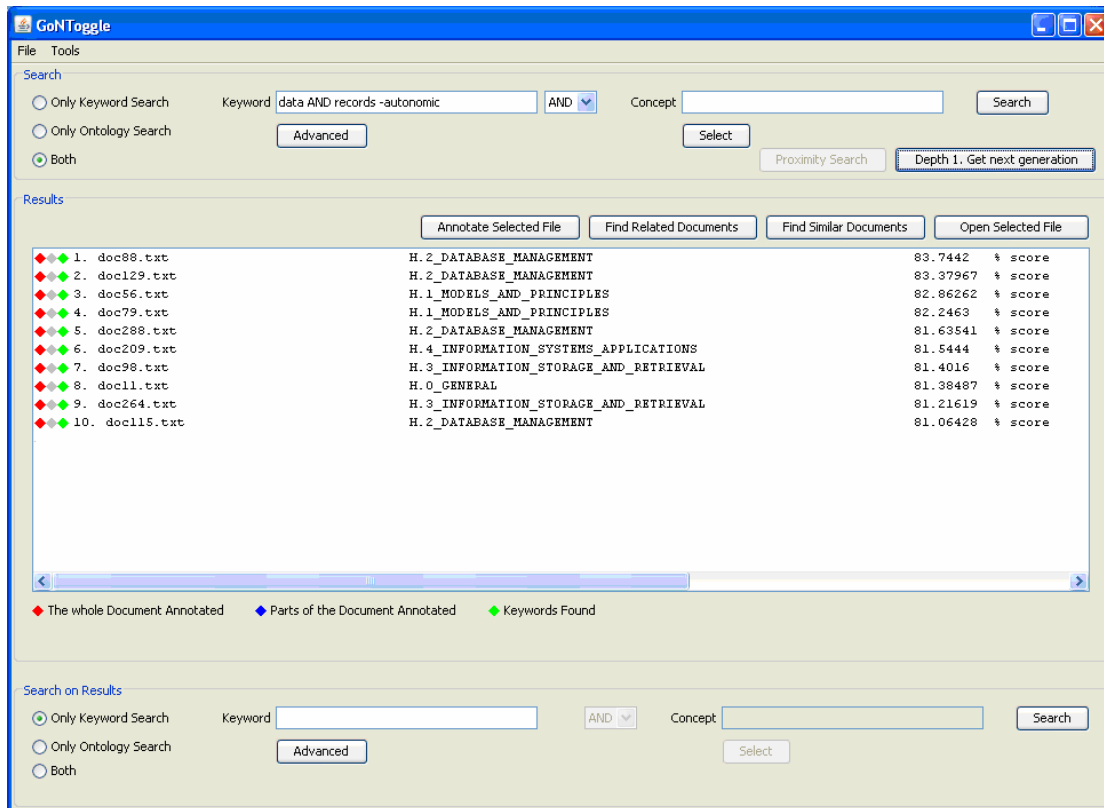 GoNToggle
File Tools
Search
Only Keyword Search Keyword data AND records -autonomic AND Concept Search
Only Ontology Search Advanced Select
Both Proximity Search Depth 1. Get next generation
Results
Annotate Selected File Find Related Documents Find Similar Documents Open Selected File
1. doc88.txt H.2_DATABASE_MANAGEMENT 83.7442 % score
2. doc129.txt H.2_DATABASE_MANAGEMENT 83.37967 % score
3. doc56.txt H.1_MODELS_AND_PRINCIPLES 82.86262 % score
4. doc79.txt H.1_MODELS_AND_PRINCIPLES 82.2463 % score
5. doc288.txt H.2_DATABASE_MANAGEMENT 81.63541 % score
6. doc209.txt H.4_INFORMATION_SYSTEMS_APPLICATIONS 81.5444 % score
7. doc98.txt H.3_INFORMATION_STORAGE_AND_RETRIEVAL 81.4016 % score
8. doc11.txt H.0_GENERAL 81.38487 % score
9. doc264.txt H.3_INFORMATION_STORAGE_AND_RETRIEVAL 81.21619 % score
10. doc115.txt H.2_DATABASE_MANAGEMENT 81.06428 % score
The whole Document Annotated Parts of the Document Annotated Keywords Found
Search on Results
Only Keyword Search Keyword AND Concept Search
Only Ontology Search Advanced Select
Both